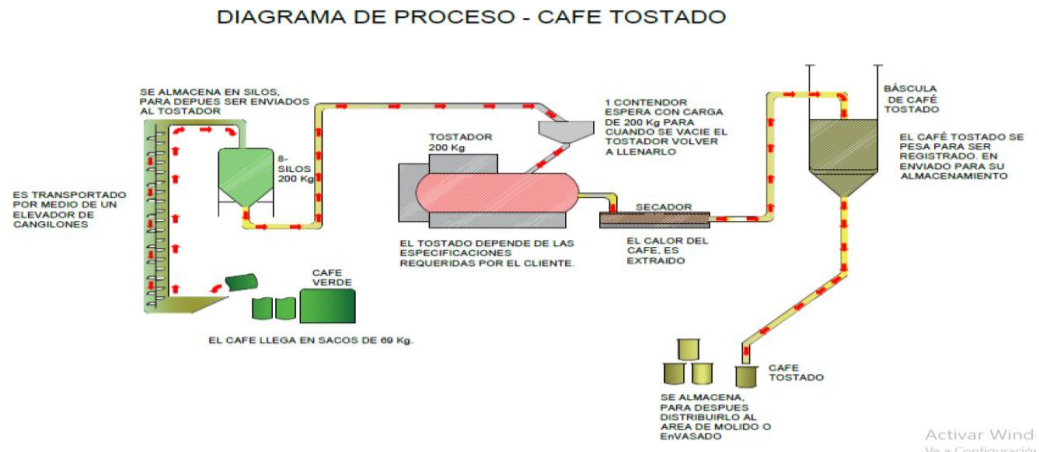 DIAGRAMA DE PROCESO - CAFE TOSTADO
SE ALMACENA EN SILOS,
PARA DEPUES SER ENVIADOS
AL TOSTADOR
8-
SILOS
200 Kg
ES TRANSPORTADO
POR MEDIO DE UN
ELEVADOR DE
CANGILONES
CAFE
VERDE
EL CAFE LLEGA EN SACOS DE 69 Kg.
TOSTADOR
200 Kg
EL TOSTADO DEPENDE DE LAS
ESPECIFICACIONES
REQUERIDAS POR EL CLIENTE.
1 CONTENDOR
ESPERA CON CARGA
DE 200 Kg PARA
CUANDO SE VACIE EL
TOSTADOR VOLVER
A LLENARLO
SECADOR
EL CALOR DEL
CAFE, ES
EXTRAIDO
BÁSCULA
DE CAFÉ
TOSTADO
EL CAFÉ TOSTADO SE
PESA PARA SER
REGISTRADO. EN
ENVIADO PARA SU
ALMACENAMIENTO
CAFE
TOSTADO
SE ALMACENA,
PARA DESPUES
DISTRIBUIRLO AL
AREA DE MOLIDO O
EnVASADO
Activar Wind
Ve a Configuración